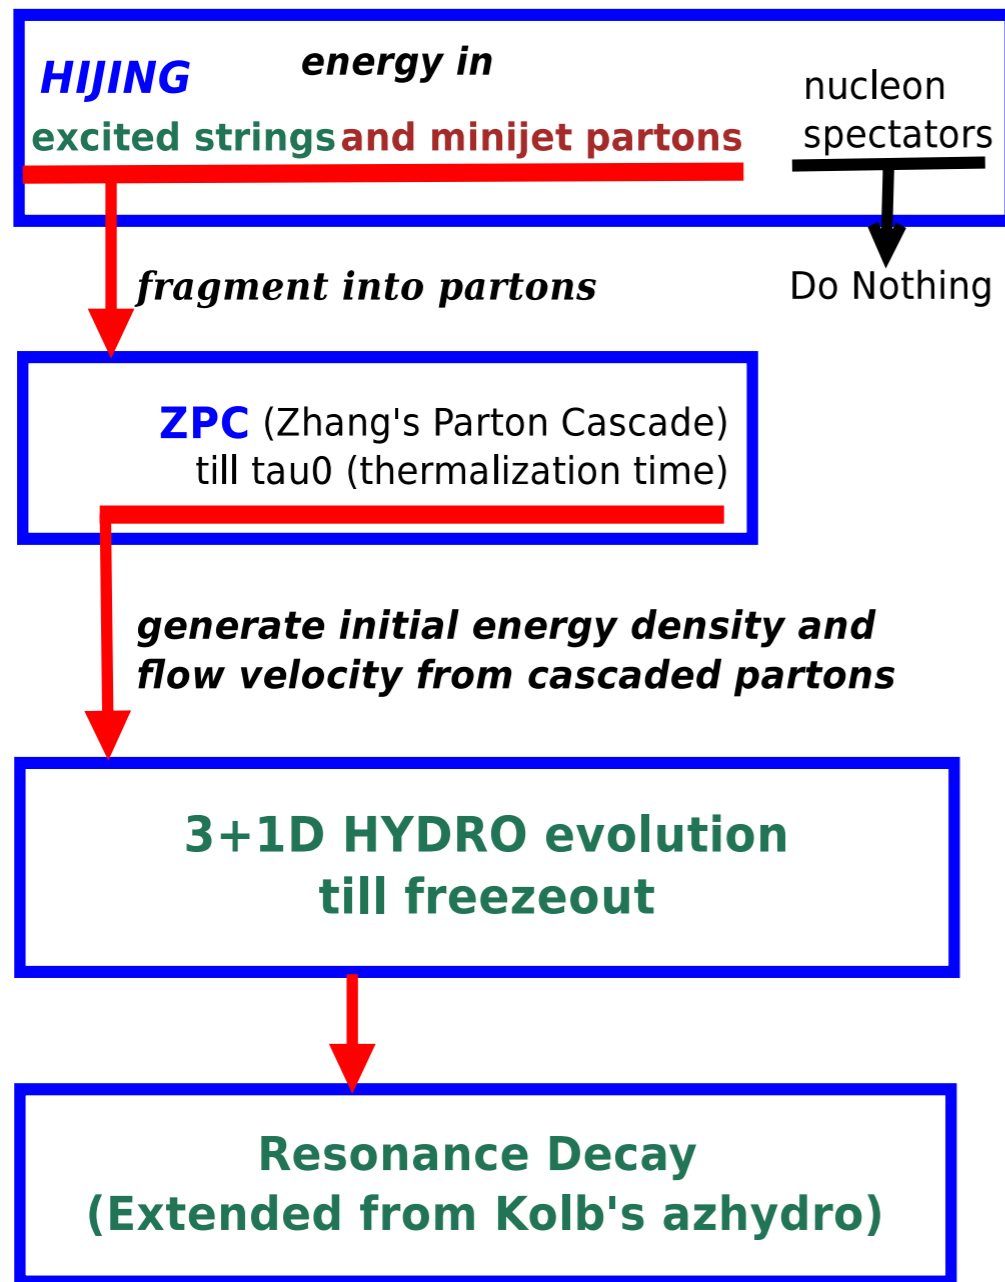 HIJING energy in
excited strings and minijet partons
nucleon
spectators
Do Nothing
fragment into partons
ZPC (Zhang's Parton Cascade)
till tau0 (thermalization time)
generate initial energy density and
flow velocity from cascaded partons
3+1D HYDRO evolution
till freezeout
Resonance Decay
(Extended from Kolb's azhydro)